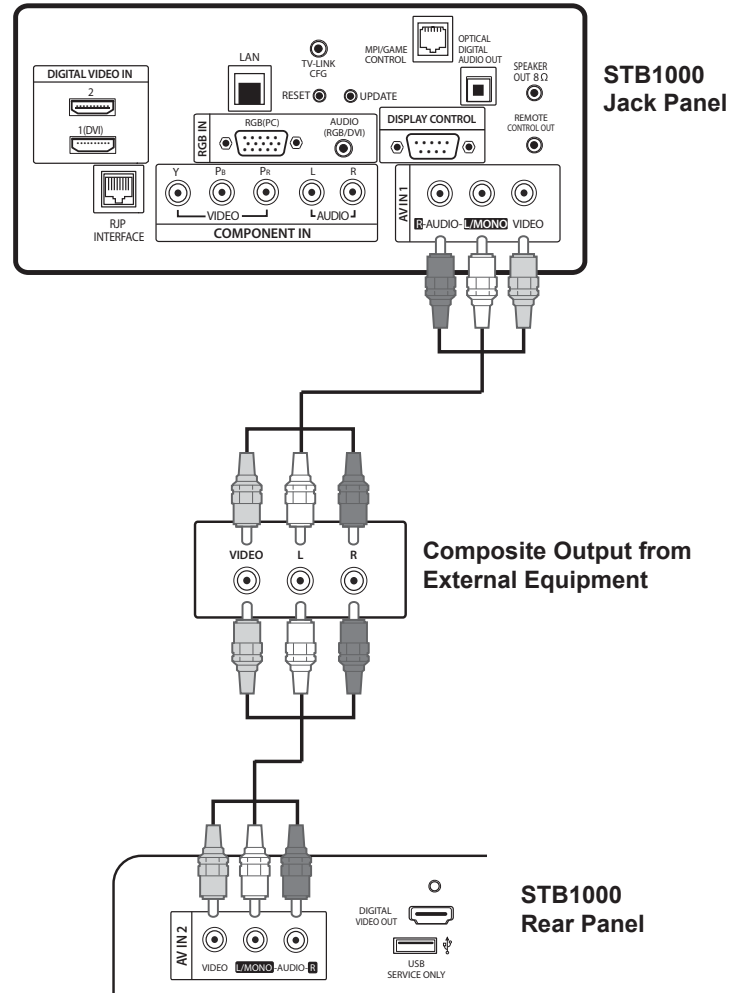 STB1000
Jack Panel
DIGITAL VIDEO IN
2
1(DVI)
LAN
TV-LINK
CFG
MPI/GAME
CONTROL
OPTICAL
DIGITAL
AUDIO OUT
SPEAKER
OUT 8 Ω
RESET
UPDATE
RGB IN
RGB(PC)
AUDIO
(RGB/DVI)
DISPLAY CONTROL
REMOTE
CONTROL OUT
RJP
INTERFACE
Y
PB
PR
L
R
VIDEO
AUDIO
COMPONENT IN
AV IN 1
R-AUDIO-L/MONO VIDEO
VIDEO
L
R
Composite Output from
External Equipment
AV IN 2
VIDEO L/MONO-AUDIO-R
DIGITAL
VIDEO OUT
USB
SERVICE ONLY
STB1000
Rear Panel